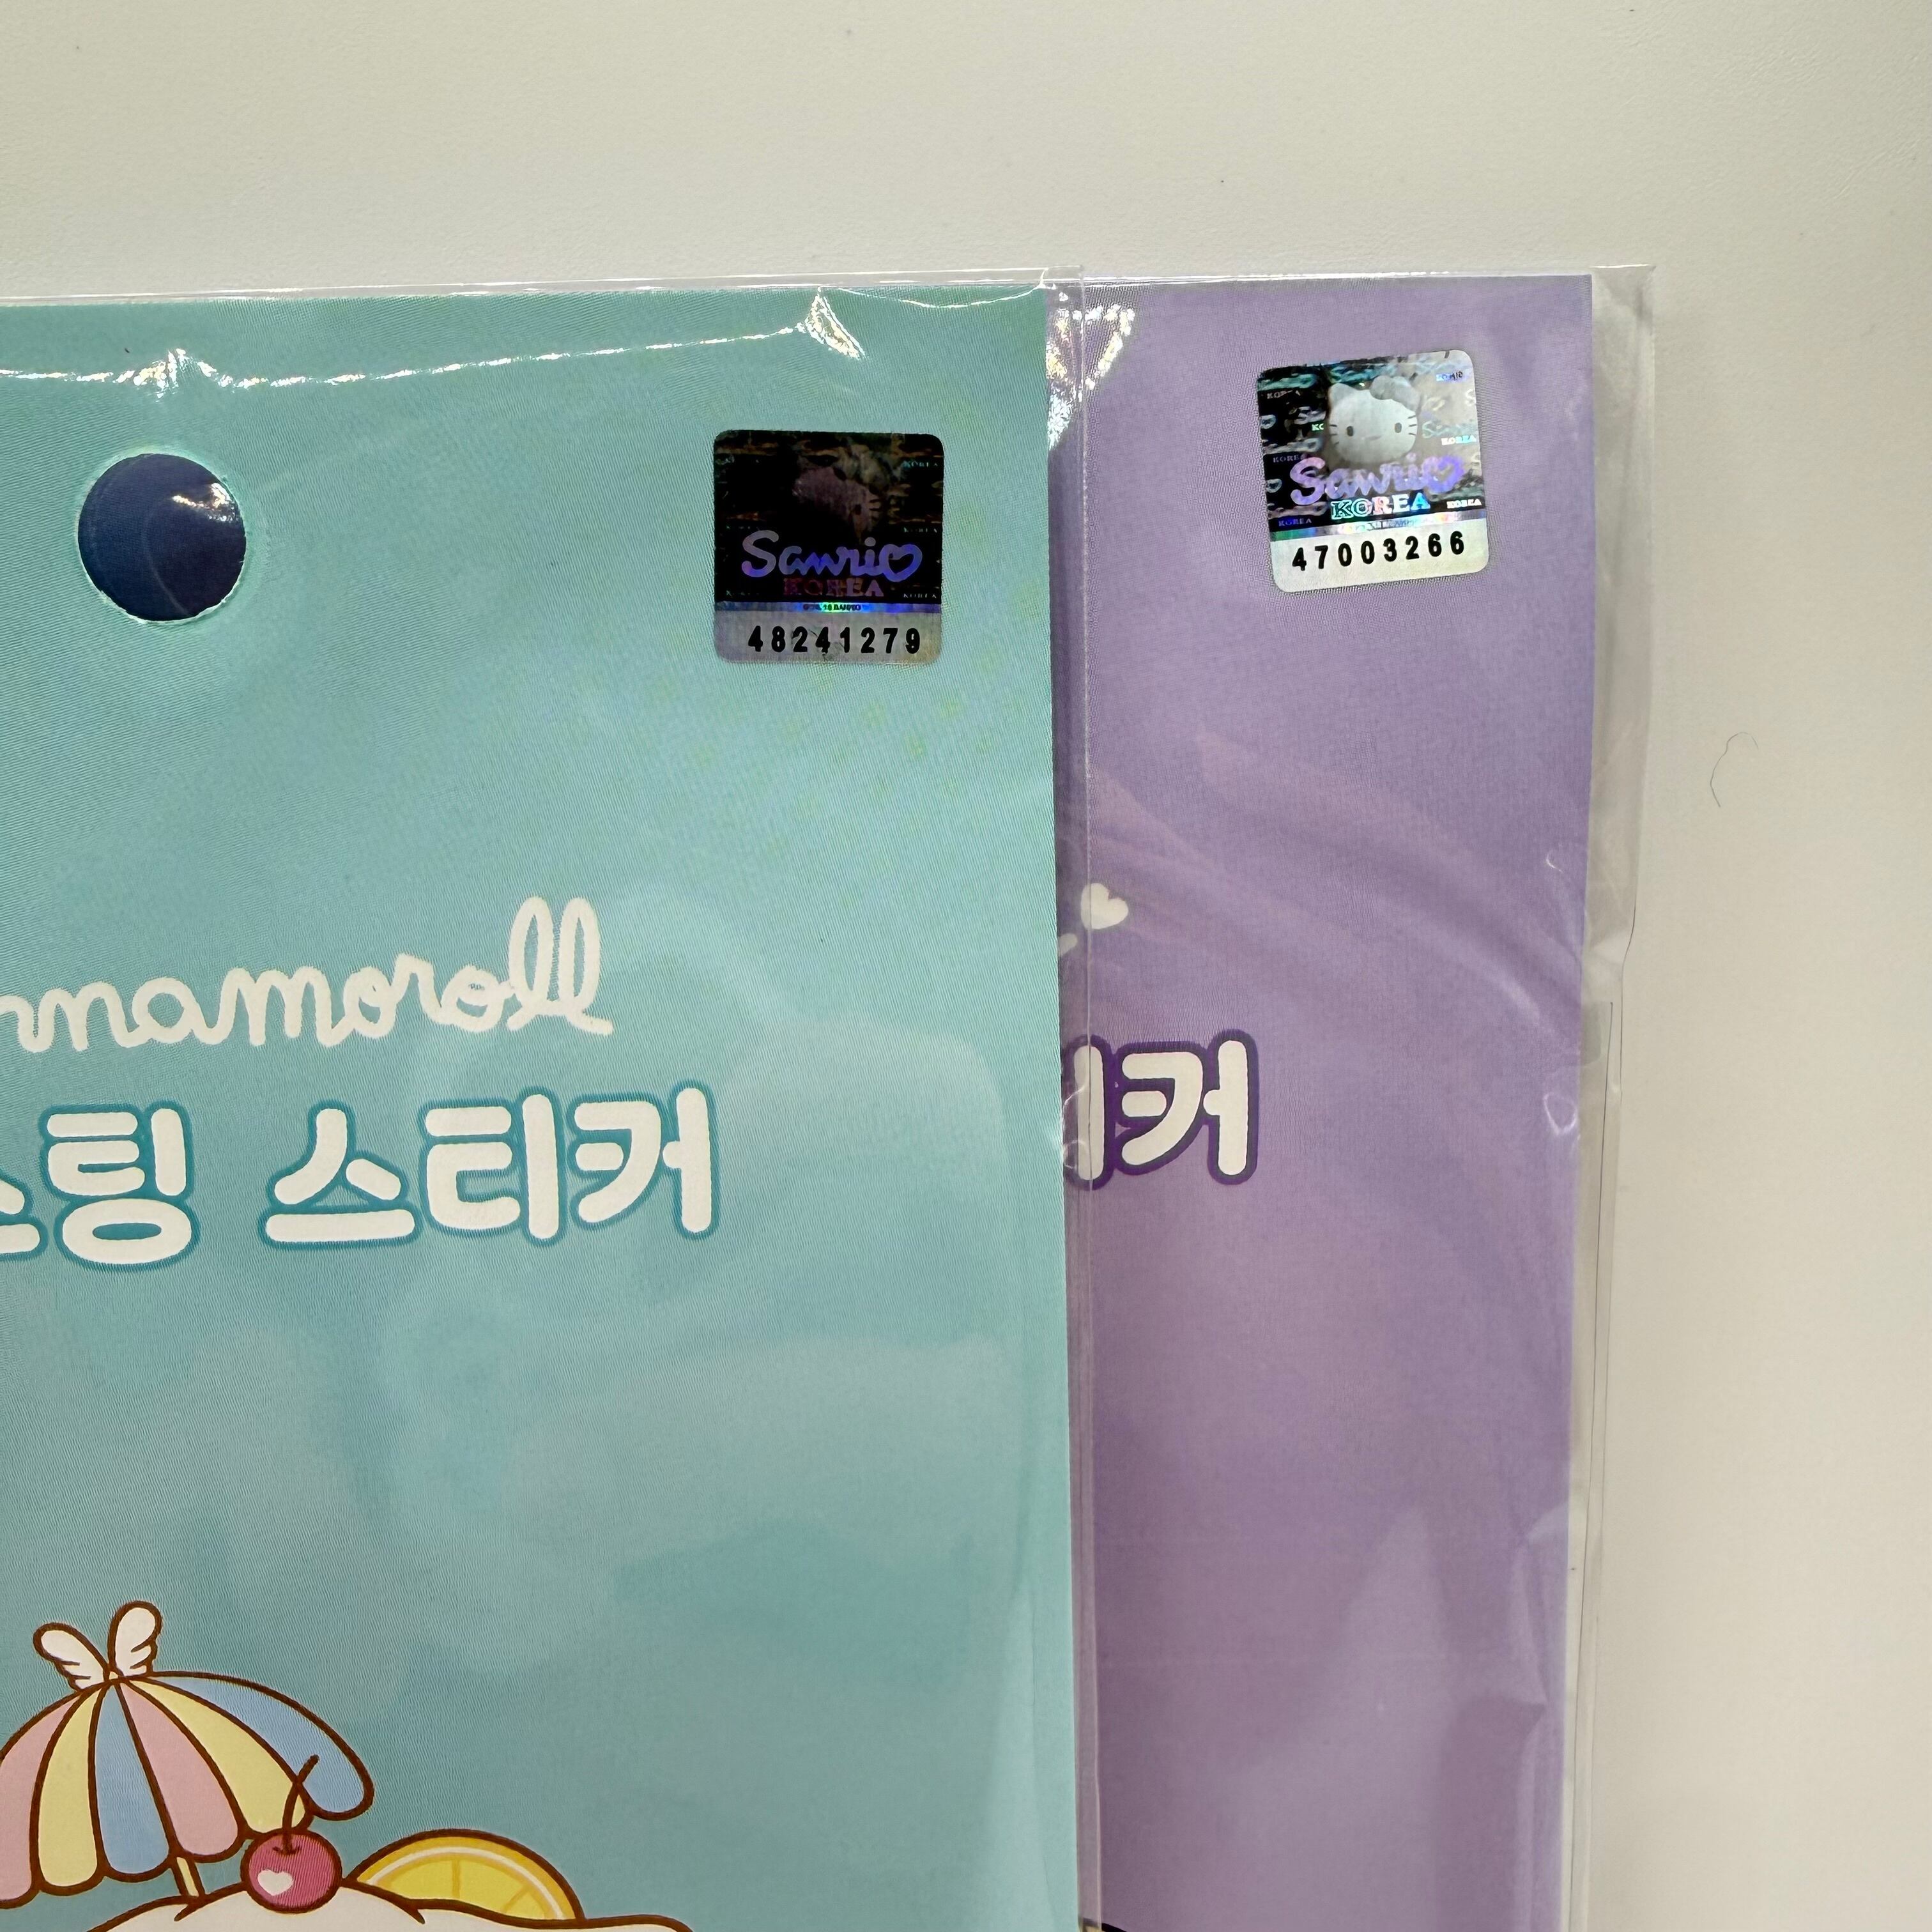 Sanrio
KOREA
48241279
Sanrio
KOREA
47003266
nnamoroll
스팅 스티커
티커